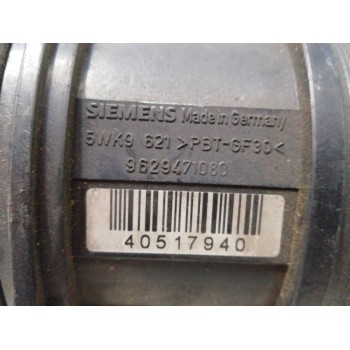 SIEMENS Made in Germany
5WK9 621 >PBT-GF30<
9629471080
40517940